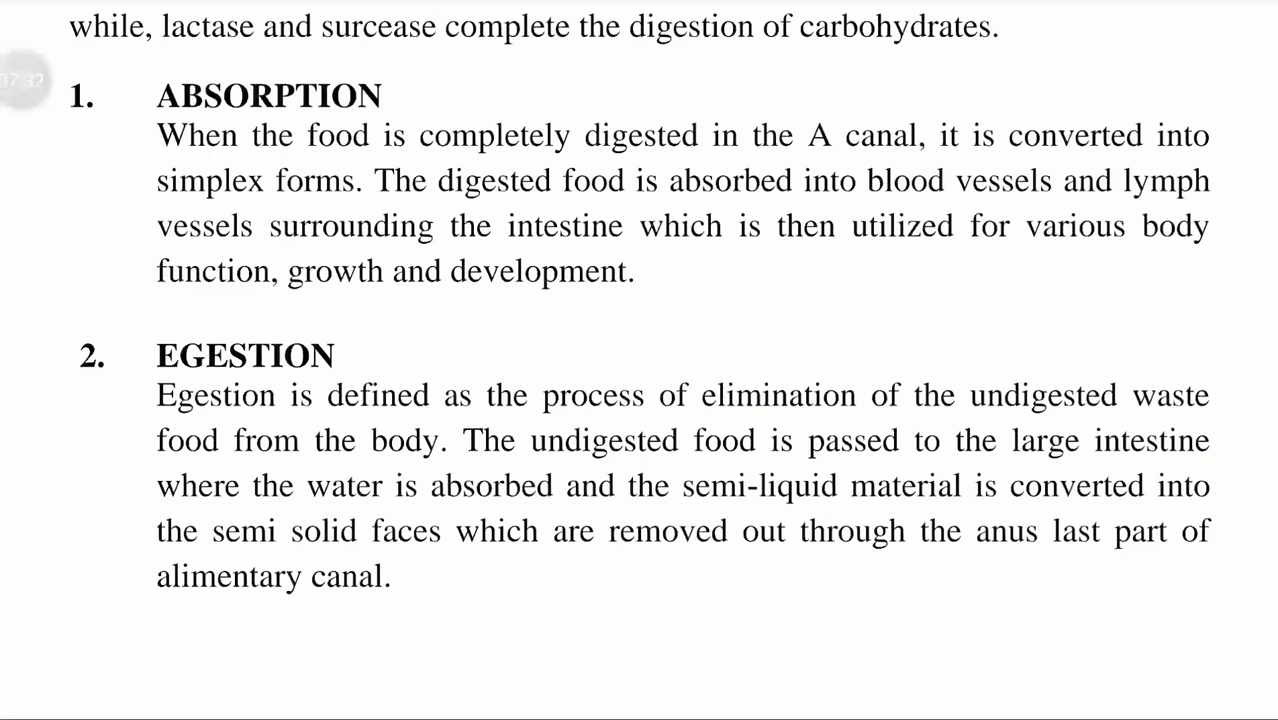 while, lactase and surcease complete the digestion of carbohydrates.
07:32
1. ABSORPTION
When the food is completely digested in the A canal, it is converted into
simplex forms. The digested food is absorbed into blood vessels and lymph
vessels surrounding the intestine which is then utilized for various body
function, growth and development.
2. EGESTION
Egestion is defined as the process of elimination of the undigested waste
food from the body. The undigested food is passed to the large intestine
where the water is absorbed and the semi-liquid material is converted into
the semi solid faces which are removed out through the anus last part of
alimentary canal.